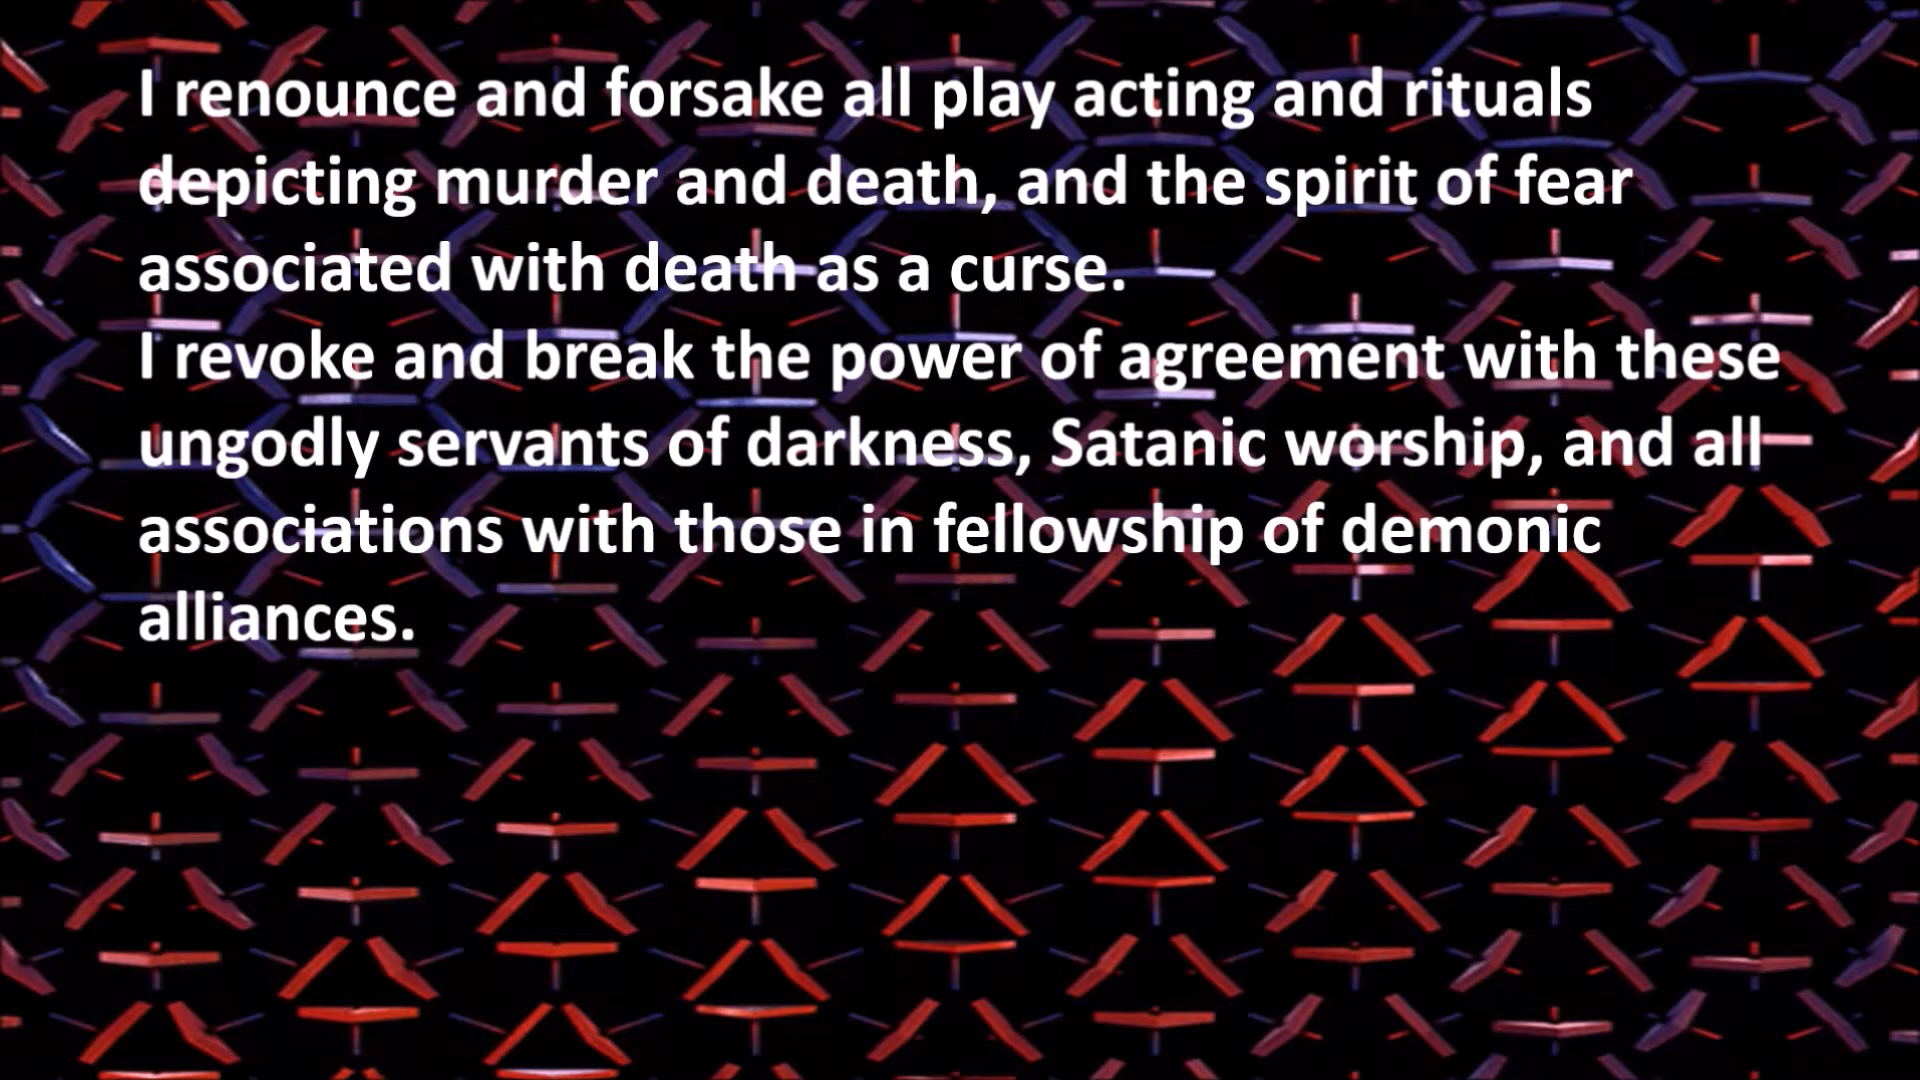 I renounce and forsake all play acting and rituals
depicting murder and death, and the spirit of fear
associated with death as a curse.
I revoke and break the power of agreement with these
ungodly servants of darkness, Satanic worship, and all
associations with those in fellowship of demonic
alliances.